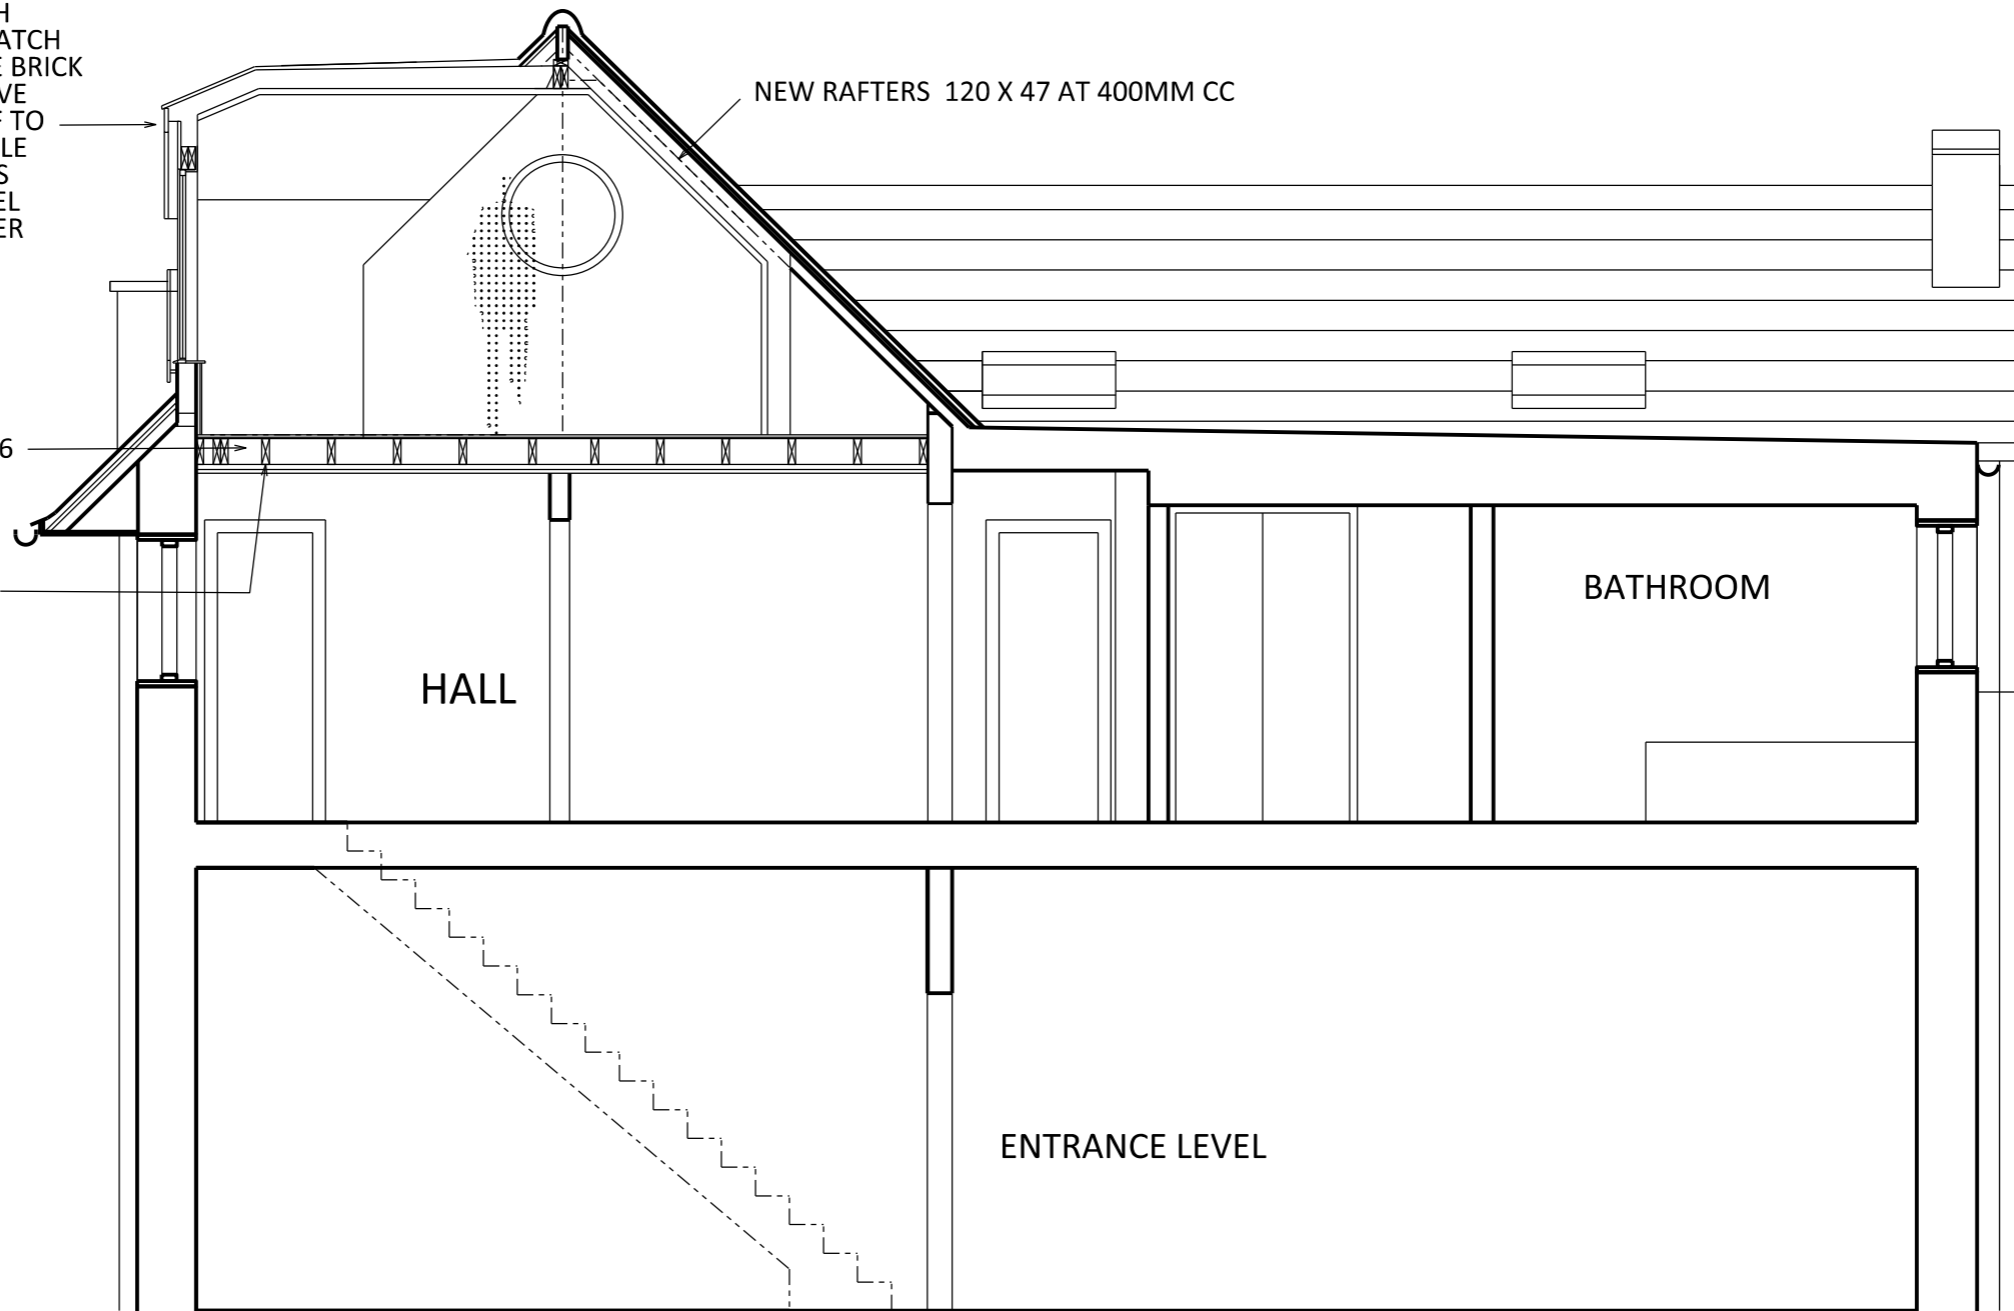 H
ATCH
E BRICK
VE
F TO
LE
S
EL
ER
NEW RAFTERS 120 X 47 AT 400MM CC
6
BATHROOM
HALL
ENTRANCE LEVEL